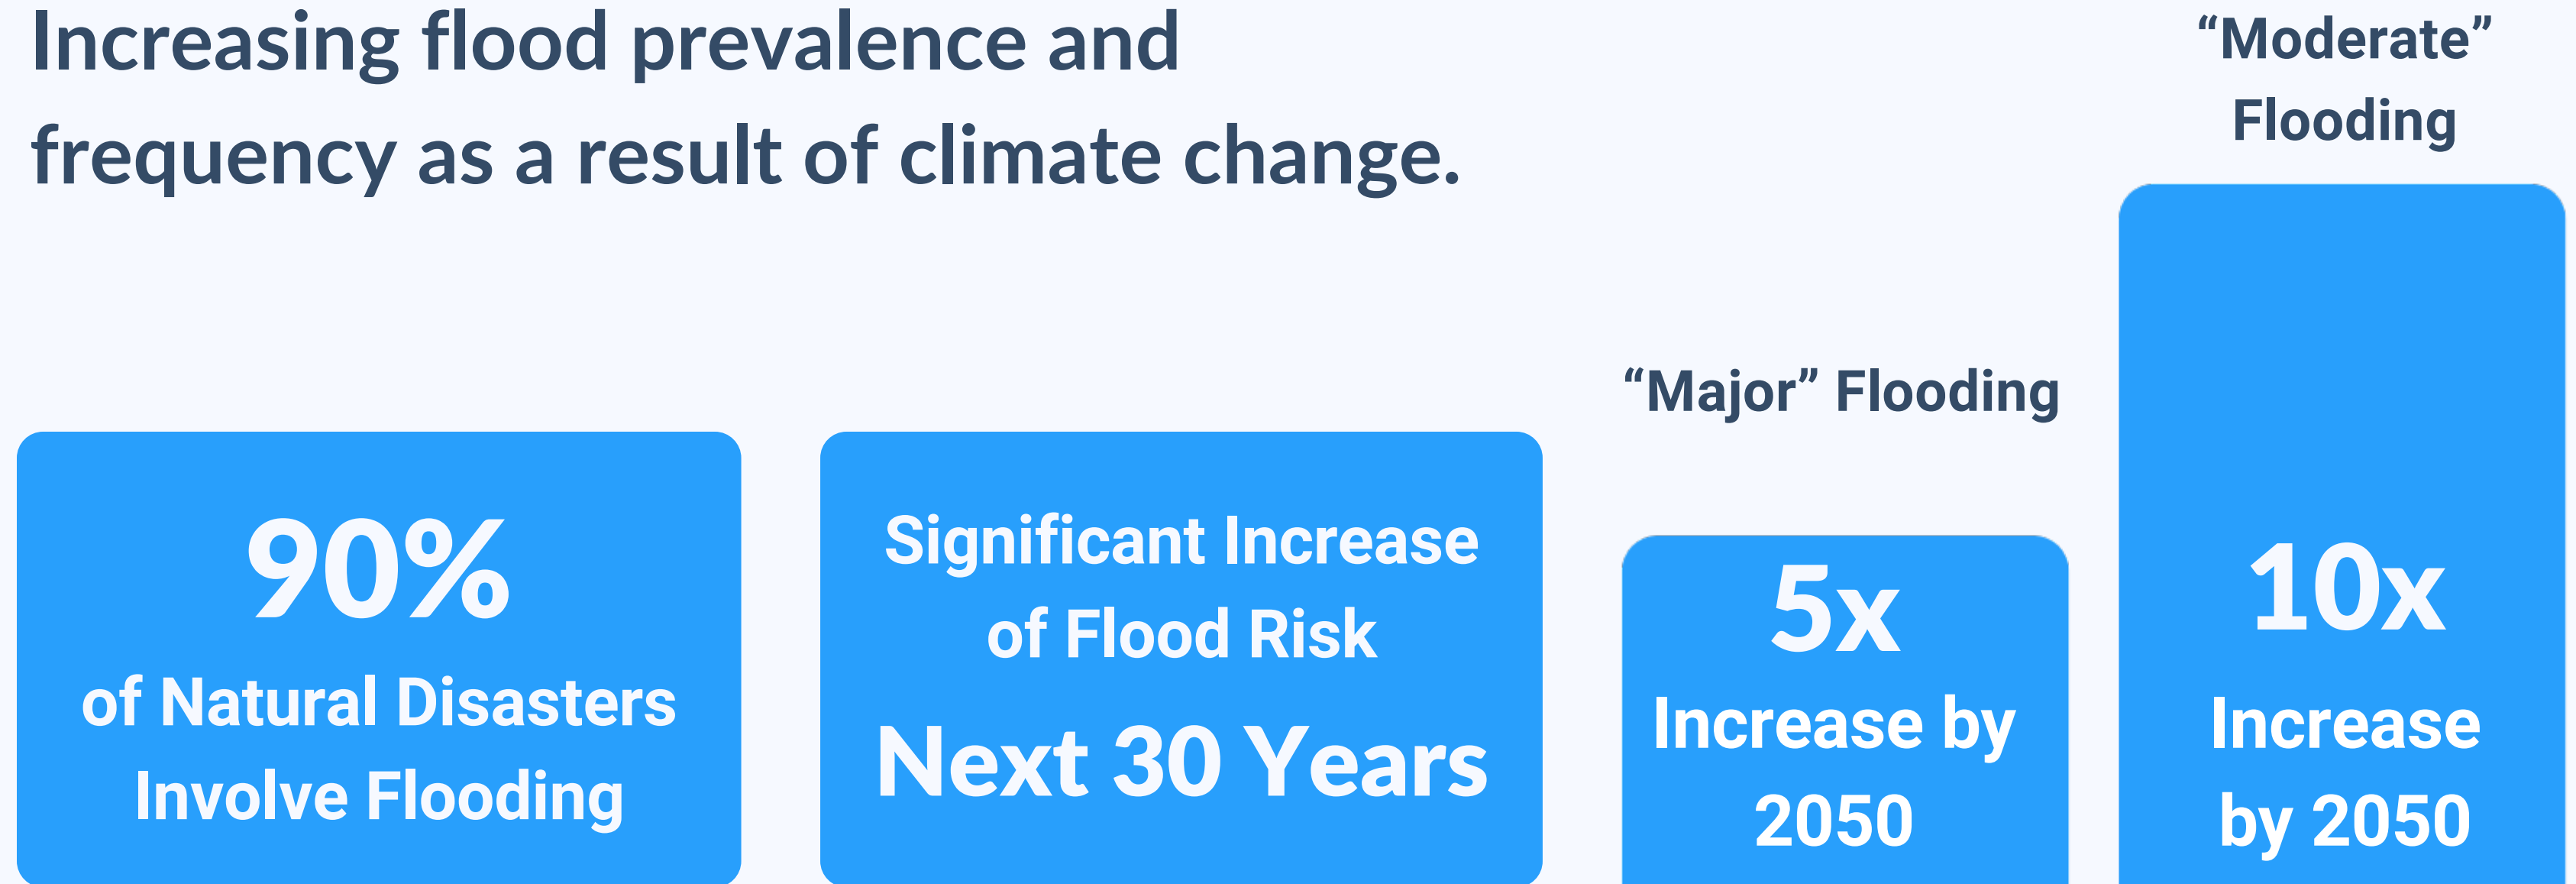 Increasing flood prevalence and
frequency as a result of climate change.
90%
of Natural Disasters
Involve Flooding
Significant Increase
of Flood Risk
Next 30 Years
“Major” Flooding
5x
Increase by
2050
“Moderate”
Flooding
10x
Increase
by 2050